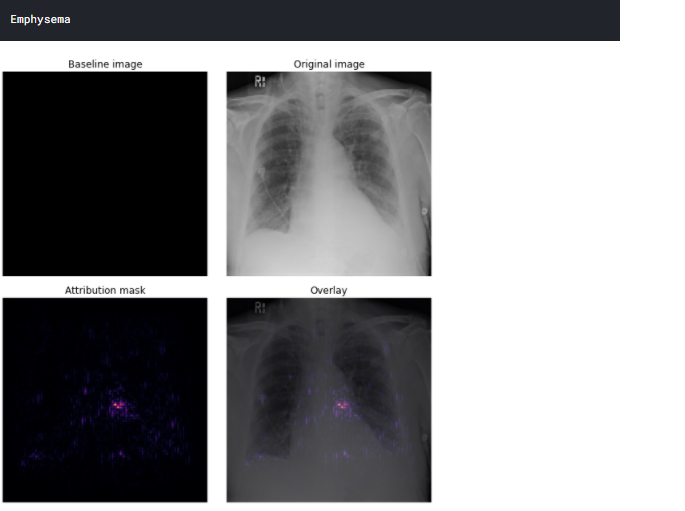 Emphysema
Baseline image
Original image
Attribution mask
Overlay